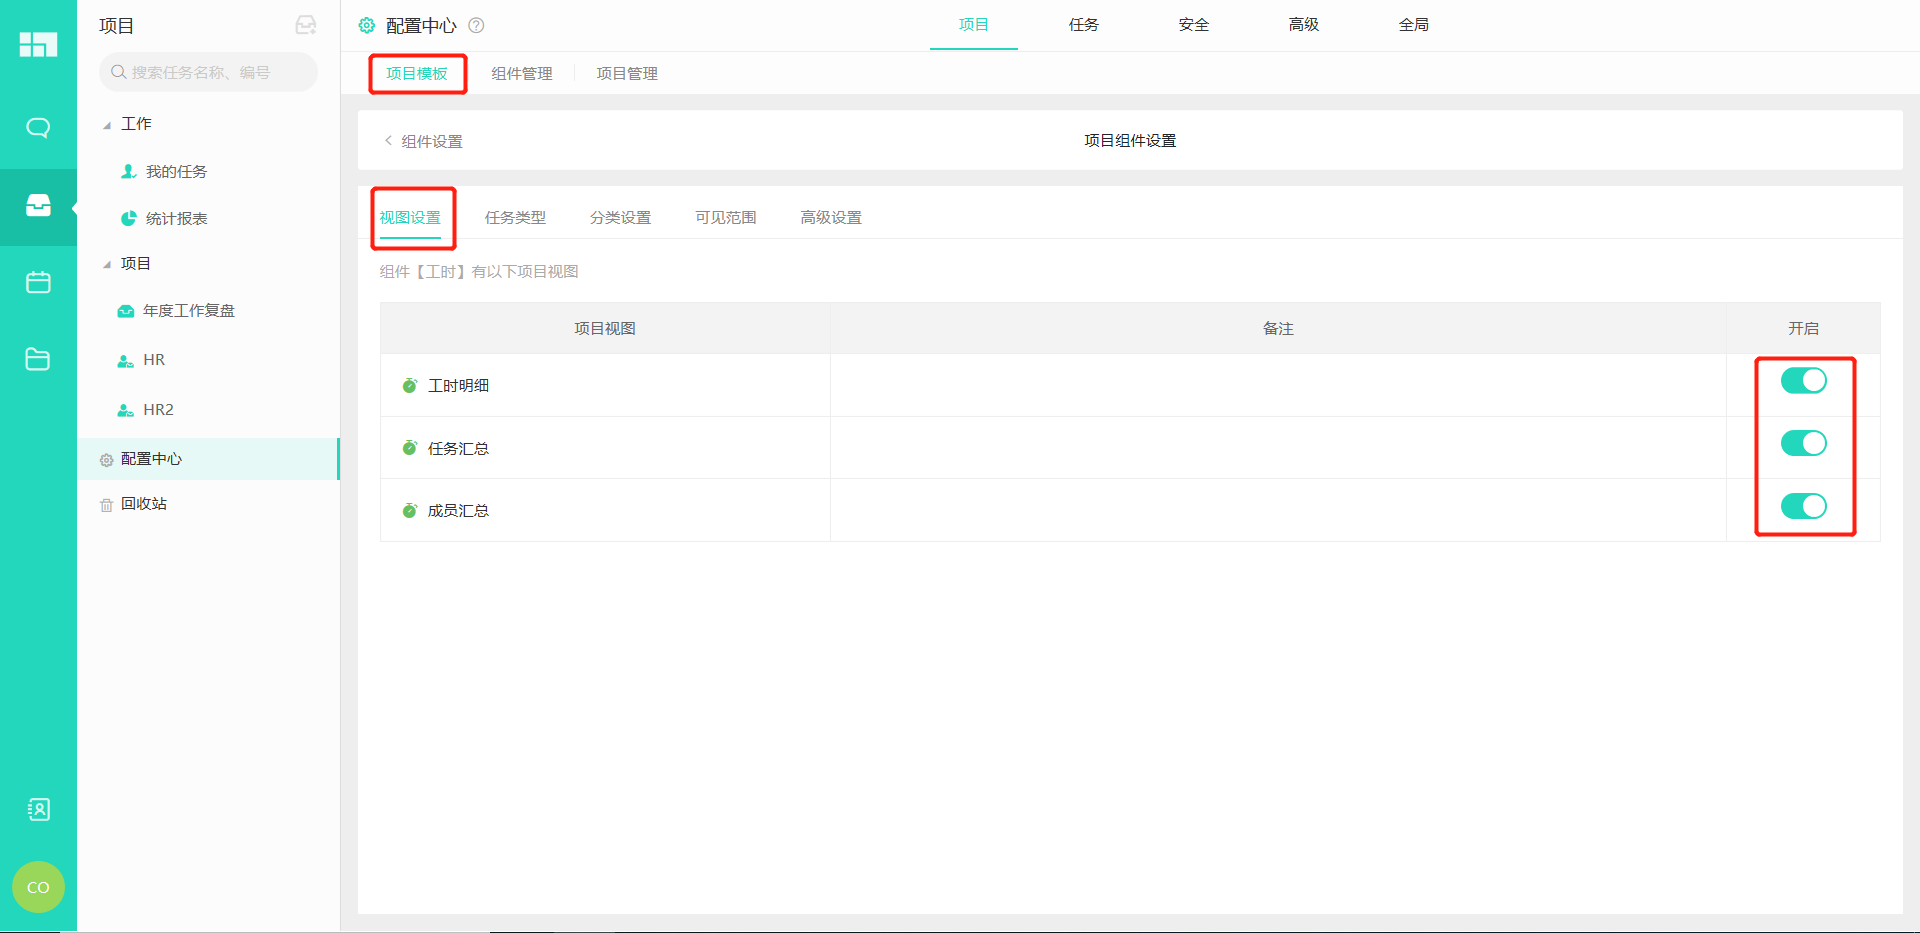 项目
搜索任务名称、编号
工作
我的任务
统计报表
项目
年度工作复盘
HR
HR2
配置中心
回收站
CO
配置中心
项目
任务
安全
高级
全局
项目模板
组件管理
项目管理
组件设置
项目组件设置
视图设置
任务类型
分类设置
可见范围
高级设置
组件【工时】有以下项目视图
项目视图
备注
开启
工时明细
任务汇总
成员汇总